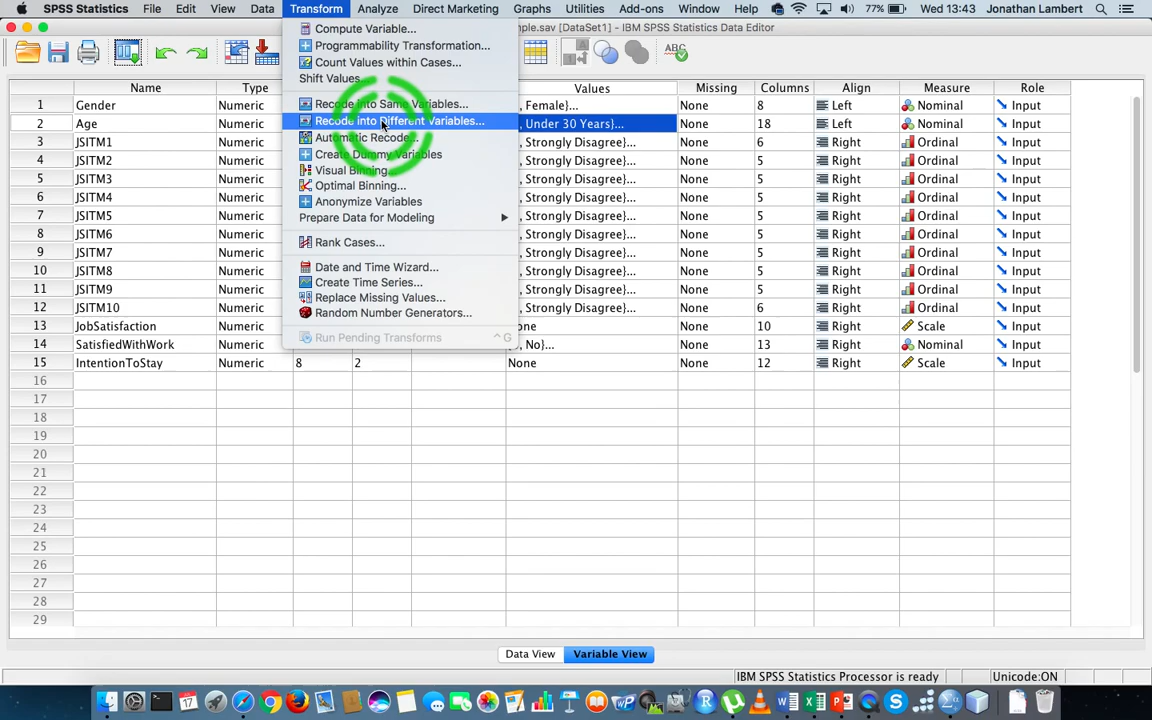 SPSS Statistics File Edit View Data Transform Analyze Direct Marketing Graphs Utilities Add-ons Window Help 77% Wed 13:43 Jonathan Lambert
mple.sav [DataSet1] - IBM SPSS Statistics Data Editor
Compute Variable...
Programmability Transformation...
Count Values within Cases...
Shift Values...
Recode into Same Variables...
Recode into Different Variables...
Automatic Recode...
Create Dummy Variables
Visual Binning...
Optimal Binning...
Anonymize Variables
Prepare Data for Modeling
Rank Cases...
Date and Time Wizard...
Create Time Series...
Replace Missing Values...
Random Number Generators...
Run Pending Transforms ^G
Name Type Values Missing Columns Align Measure Role
1 Gender Numeric , Female}... None 8 Left Nominal Input
2 Age Numeric , Under 30 Years}... None 18 Left Nominal Input
3 JSITM1 Numeric , Strongly Disagree}... None 6 Right Ordinal Input
4 JSITM2 Numeric , Strongly Disagree}... None 6 Right Ordinal Input
5 JSITM3 Numeric , Strongly Disagree}... None 5 Right Ordinal Input
6 JSITM4 Numeric , Strongly Disagree}... None 5 Right Ordinal Input
7 JSITM5 Numeric , Strongly Disagree}... None 5 Right Ordinal Input
8 JSITM6 Numeric , Strongly Disagree}... None 5 Right Ordinal Input
9 JSITM7 Numeric , Strongly Disagree}... None 5 Right Ordinal Input
10 JSITM8 Numeric , Strongly Disagree}... None 5 Right Ordinal Input
11 JSITM9 Numeric , Strongly Disagree}... None 5 Right Ordinal Input
12 JSITM10 Numeric , Strongly Disagree}... None 6 Right Ordinal Input
13 JobSatisfaction Numeric one None 10 Right Scale Input
14 SatisfiedWithWork Numeric , No}... None 13 Right Nominal Input
15 IntentionToStay Numeric 8 2 None None 12 Right Scale Input
16
17
18
19
20
21
22
23
24
25
26
27
28
29
Data View Variable View
IBM SPSS Statistics Processor is ready Unicode:ON